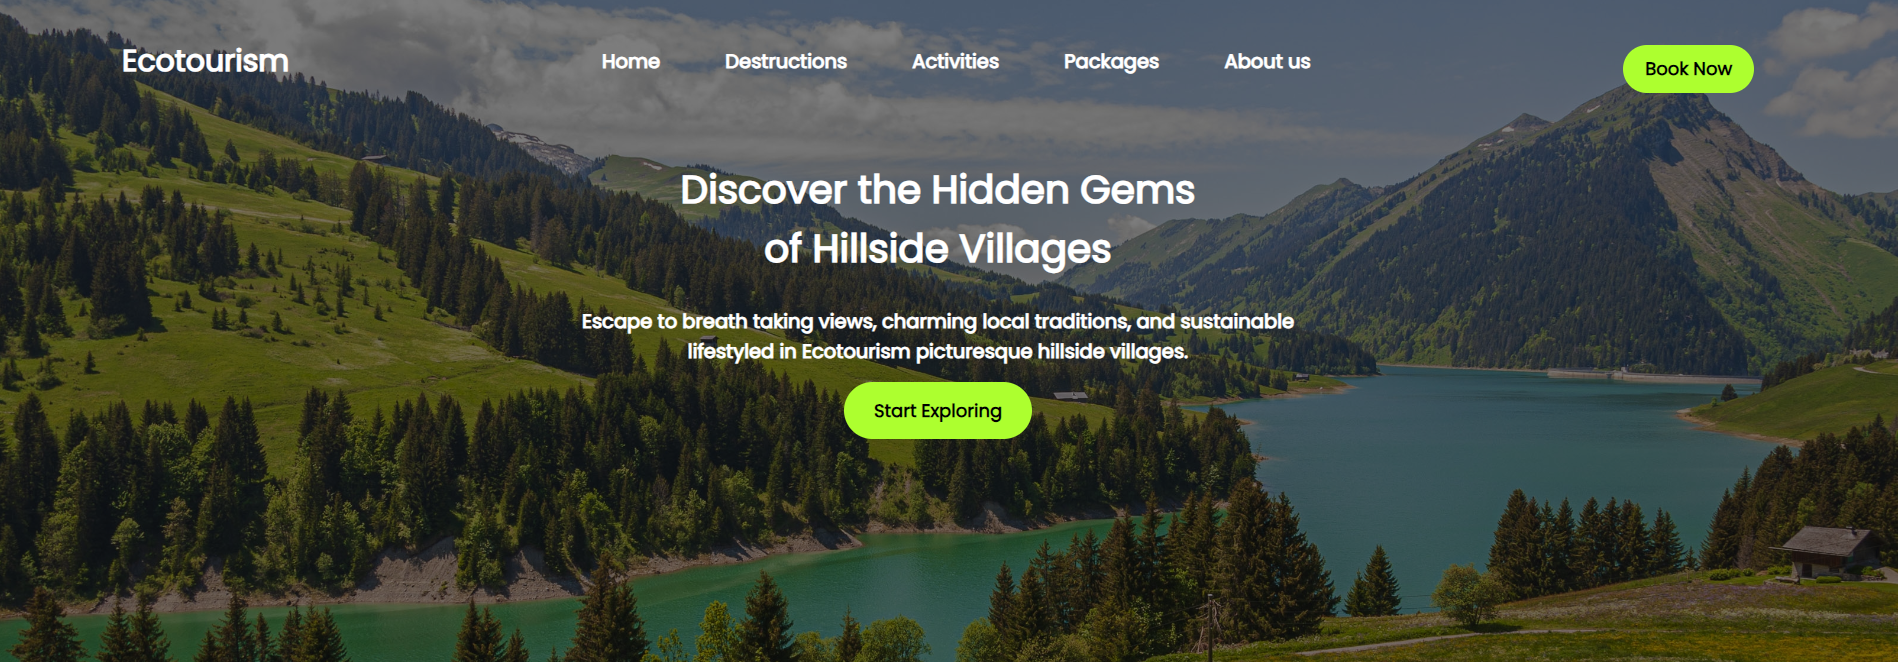 Ecotourism
Home
Destructions
Activities
Packages
About us
Book Now
Discover the Hidden Gems
of Hillside Villages
Escape to breath taking views, charming local traditions, and sustainable
lifestyled in Ecotourism picturesque hillside villages.
Start Exploring